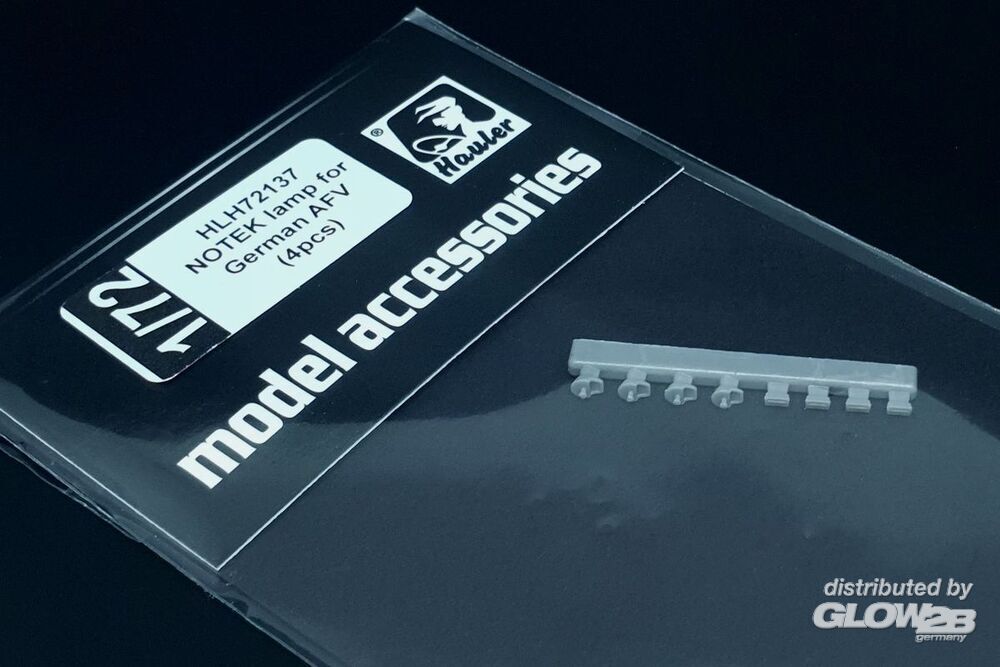 HLH72137
NOTEK lamp for
German AFV
(4pcs)
1/72
® Hauler
model accessories
distributed by
GLOW2B
germany